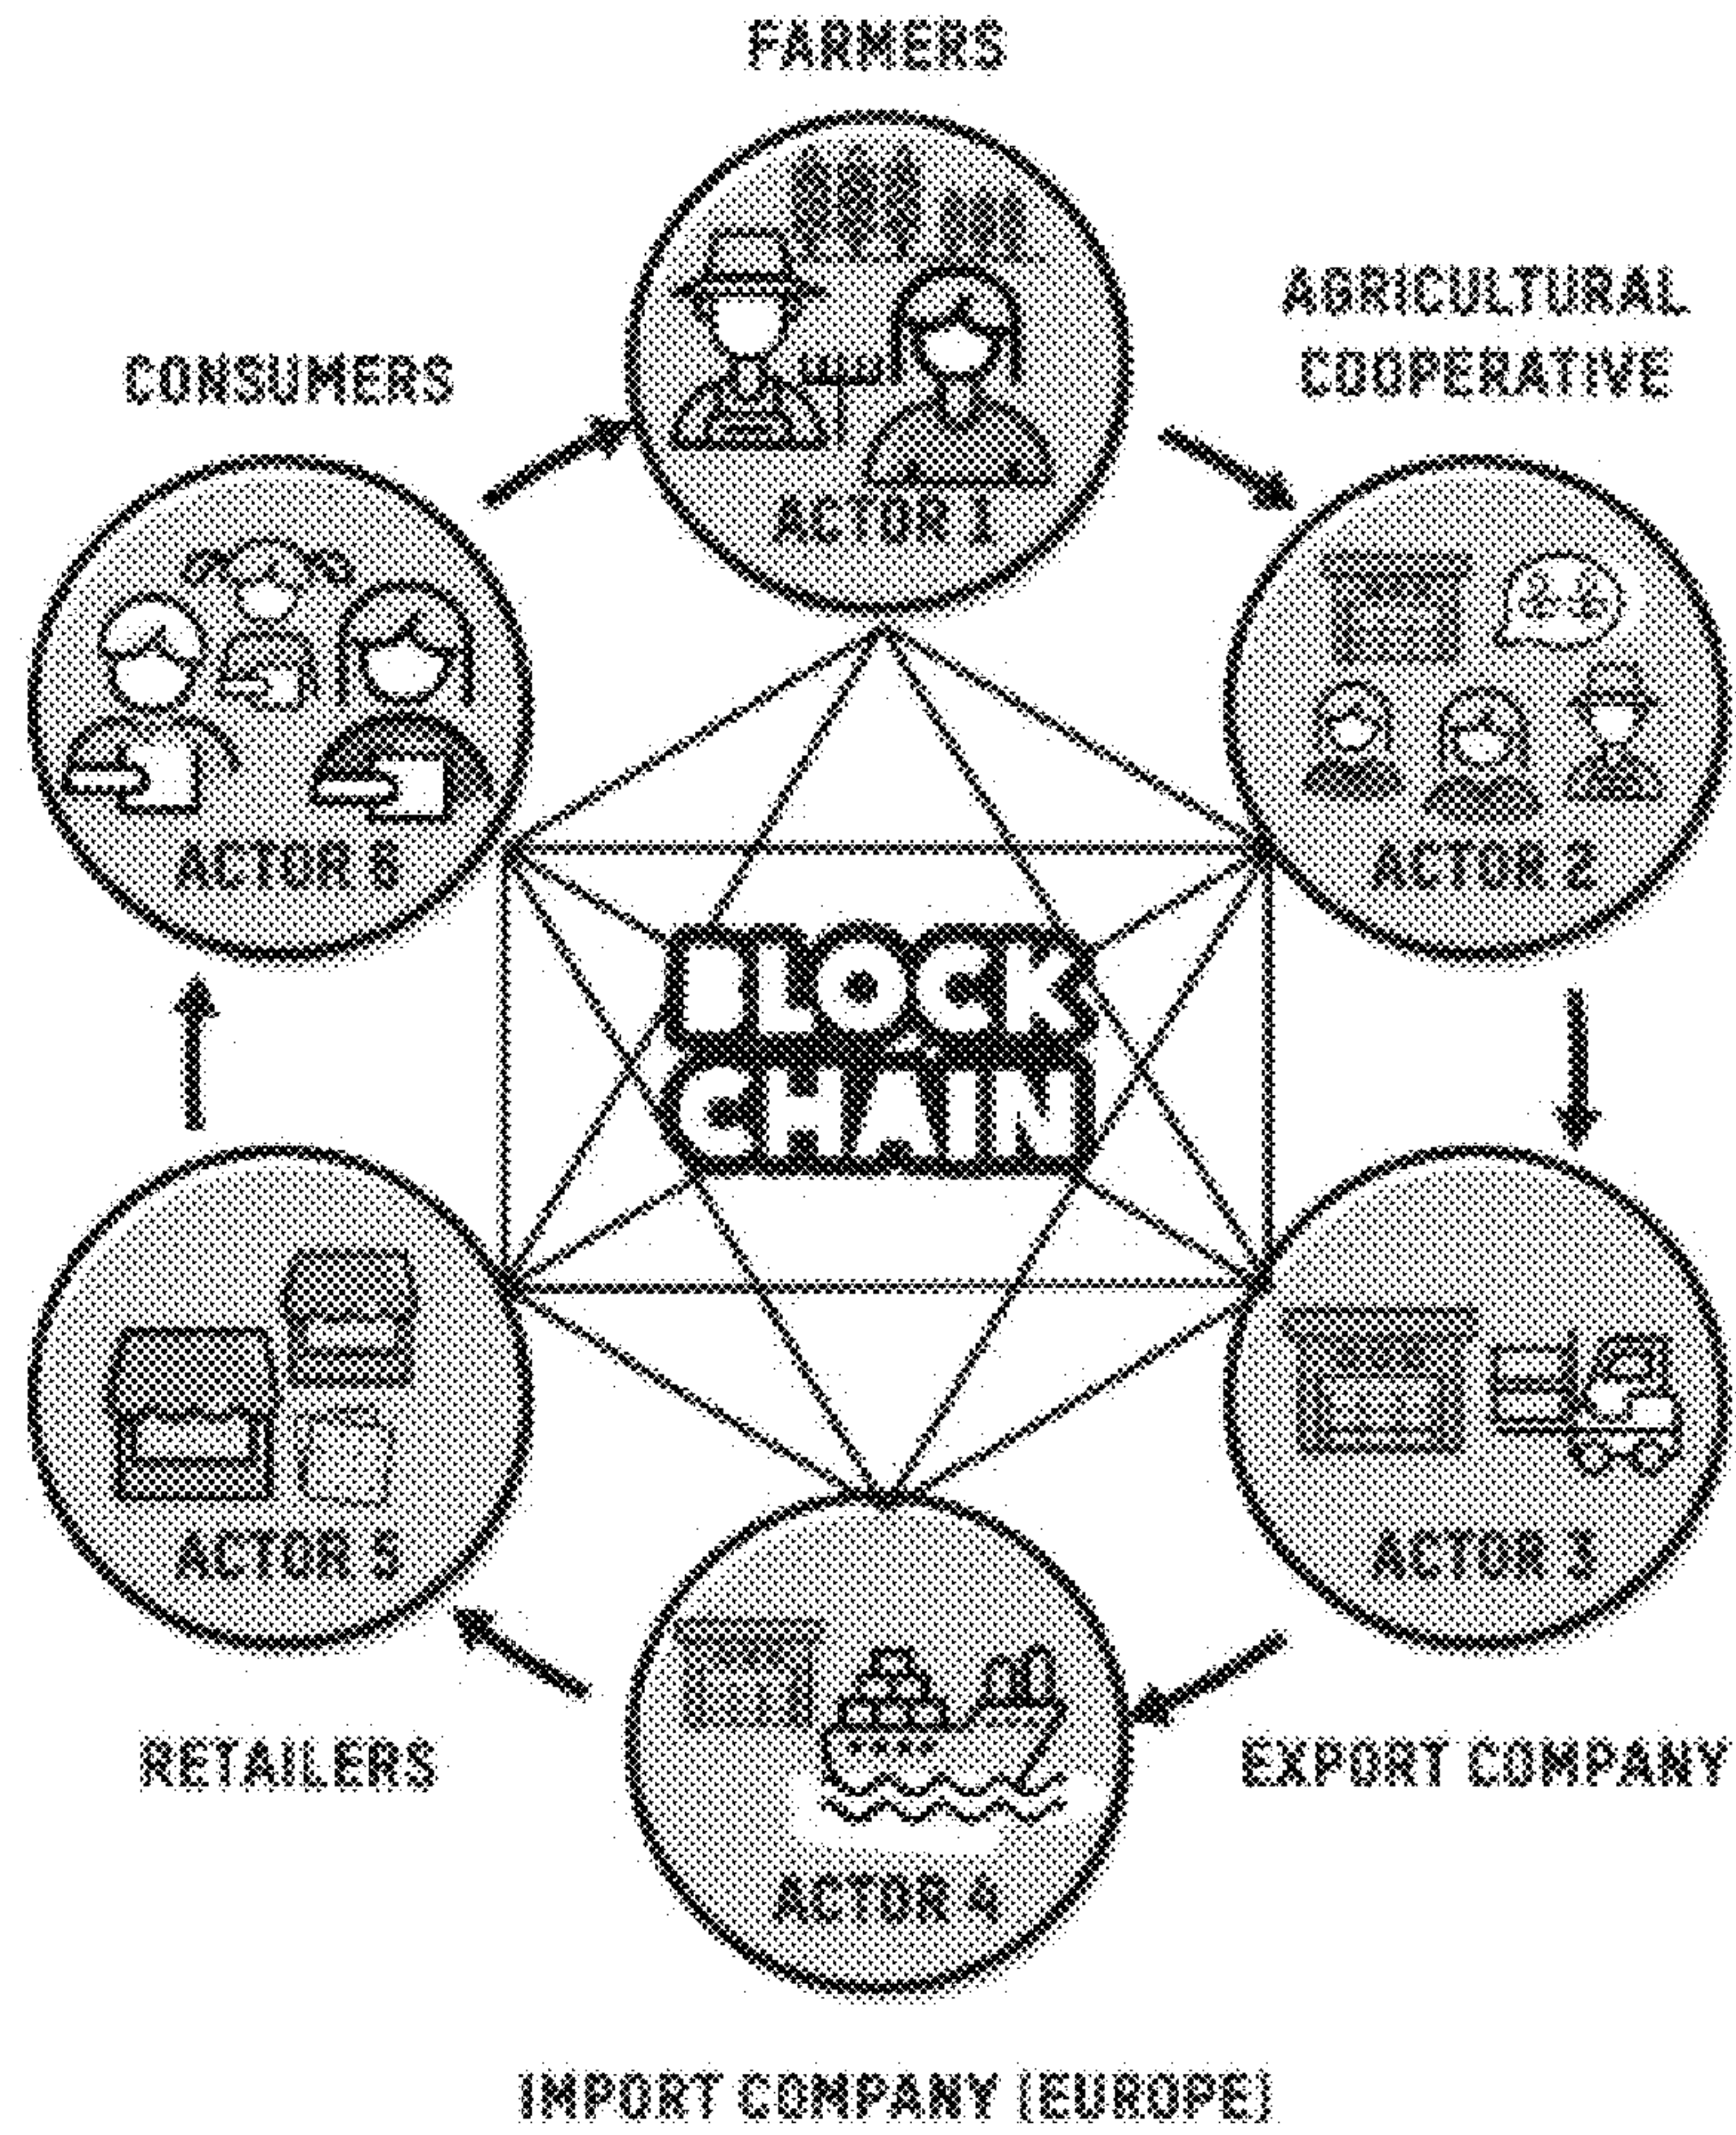 FARMERS
ACTOR 1
AGRICULTURAL
COOPERATIVE
ACTOR 2
CONSUMERS
ACTOR 6
BLOCK
CHAIN
ACTOR 3
EXPORT COMPANY
ACTOR 5
RETAILERS
ACTOR 4
IMPORT COMPANY (EUROPE)